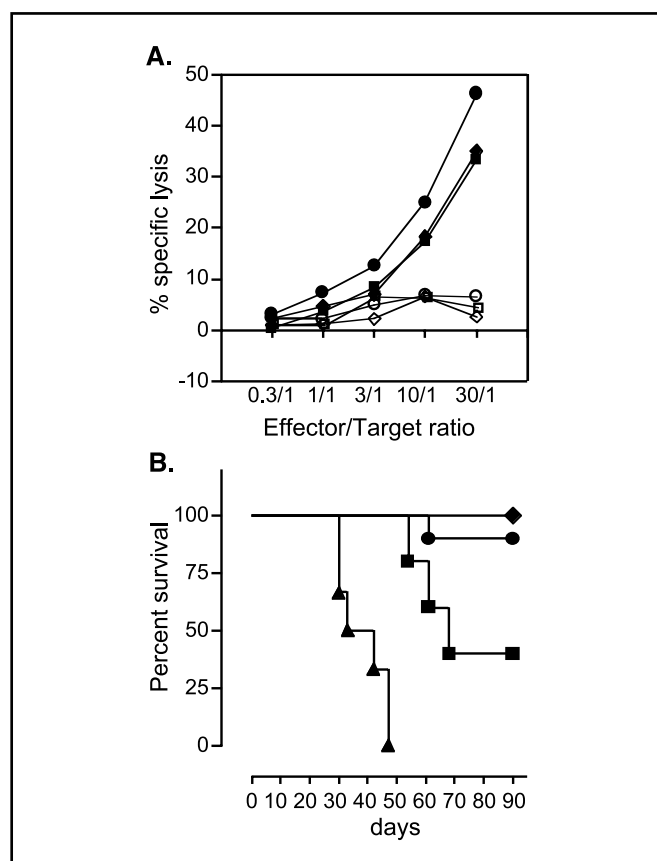 A.
50
40
30
20
10
0
-10
% specific lysis
0.3/1 1/1 3/1 10/1 30/1
Effector/Target ratio
B.
100
75
50
25
0
Percent survival
0 10 20 30 40 50 60 70 80 90
days